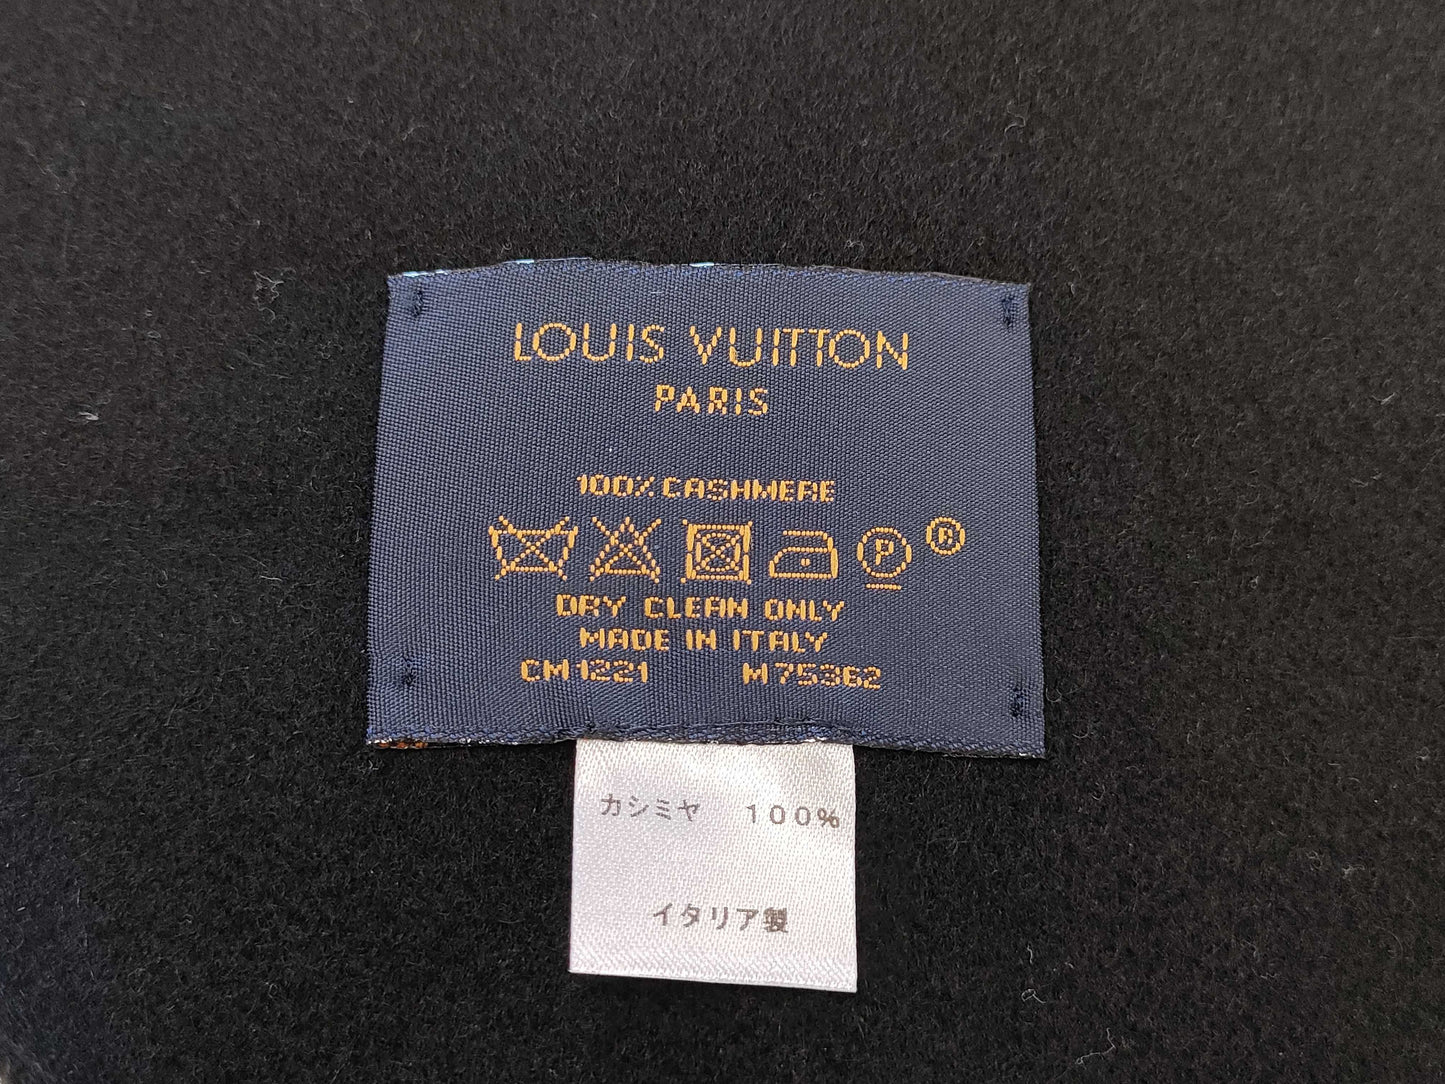 LOUIS VUITTON
PARIS
100% CASHMERE
P ®
DRY CLEAN ONLY
MADE IN ITALY
CM1221 M75362
カシミヤ 100%
イタリア製